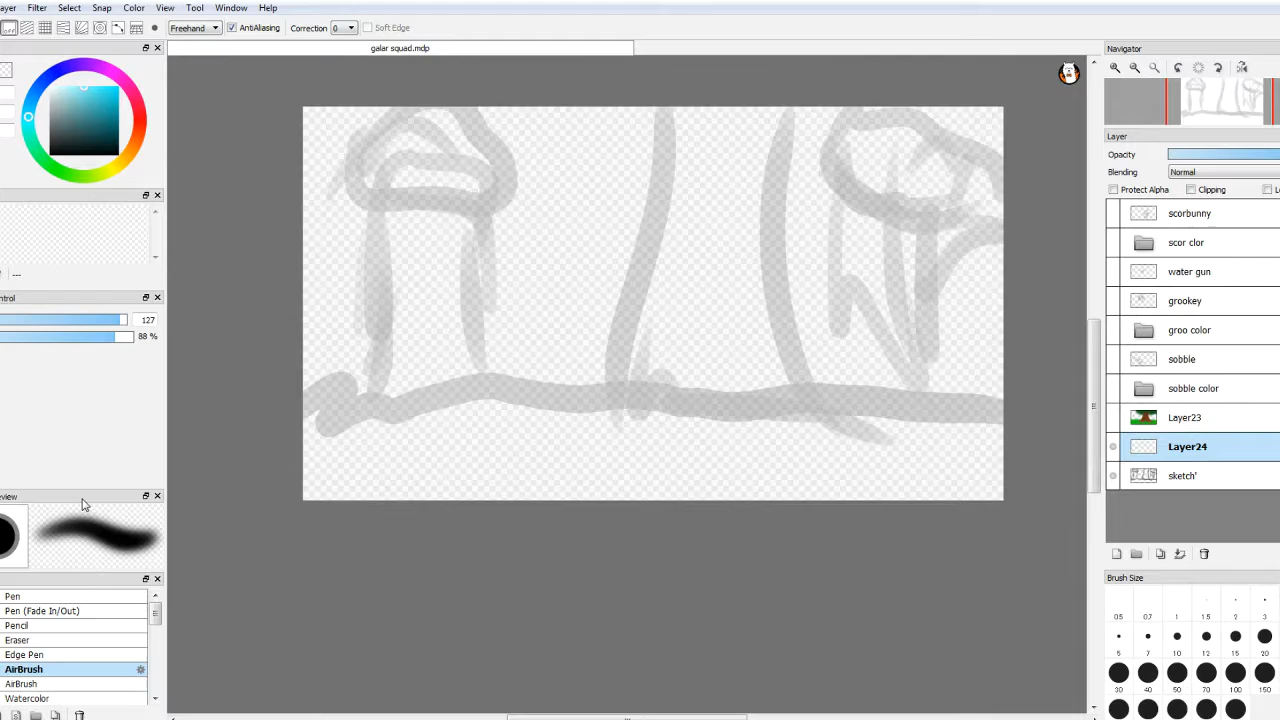 ayer Filter Select Snap Color View Tool Window Help
OFF Freehand AntiAliasing Correction 0 Soft Edge
galar squad.mdp
Navigator
Layer
Opacity
Blending Normal
Protect Alpha Clipping Lo
scorbunny
scor clor
water gun
grookey
groo color
sobble
sobble color
Layer23
Layer24
sketch'
---
ntrol
127
88 %
eview
Pen
Pen (Fade In/Out)
Pencil
Eraser
Edge Pen
AirBrush
AirBrush
Watercolor
Brush Size
0.5 0.7 1 1.5 2 3
5 7 10 12 15 20
30 40 50 70 100 150